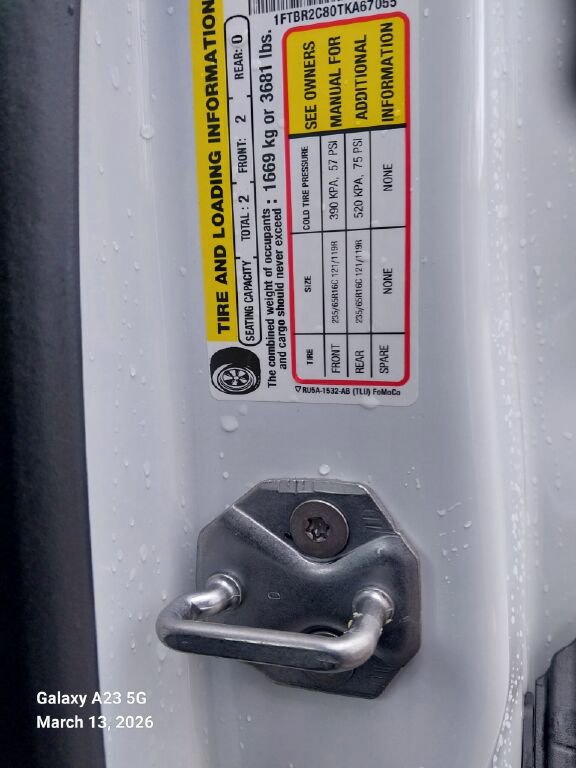 1FTBR2C80TKA67055
TIRE AND LOADING INFORMATION
SEATING CAPACITY TOTAL : 2 FRONT: 2 REAR: 0
The combined weight of occupants : 1669 kg or 3681 lbs.
and cargo should never exceed
TIRE SIZE COLD TIRE PRESSURE
FRONT 235/65R16C 121/119R 390 KPA, 57 PSI
REAR 235/65R16C 121/119R 520 KPA, 75 PSI
SPARE NONE NONE
SEE OWNERS
MANUAL FOR
ADDITIONAL
INFORMATION
RU5A-1532-AB (TLU) FoMoCo
Galaxy A23 5G
March 13, 2026